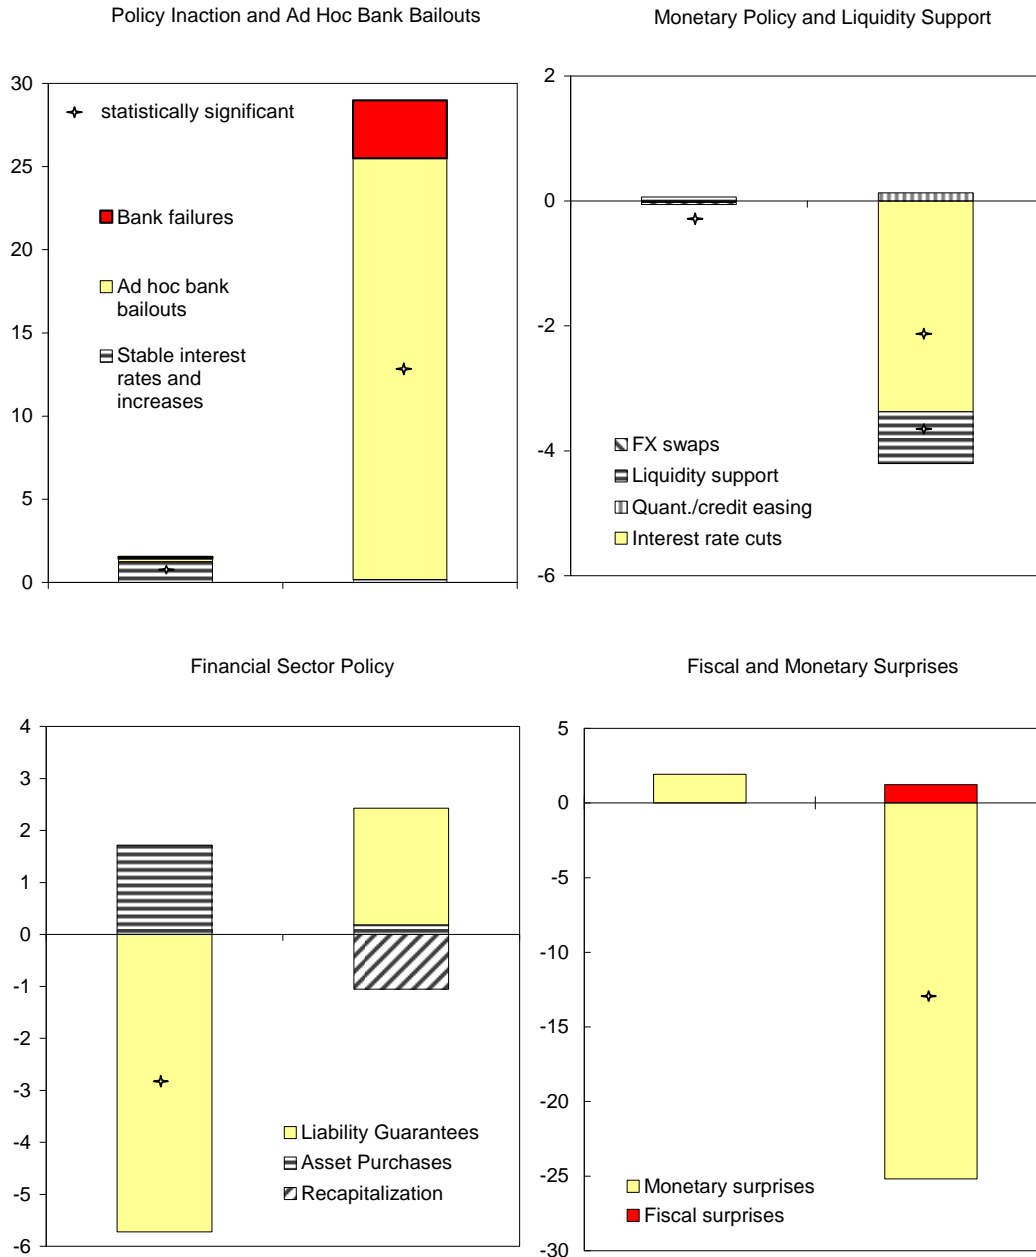 Policy Inaction and Ad Hoc Bank Bailouts
30
statistically significant
25
Bank failures
20
Ad hoc bank
bailouts
15
Stable interest
rates and
increases
10
5
0
Monetary Policy and Liquidity Support
2
0
-2
-4
FX swaps
Liquidity support
Quant./credit easing
Interest rate cuts
-6
Financial Sector Policy
4
3
2
1
0
-1
-2
-3
-4
Liability Guarantees
Asset Purchases
-5
Recapitalization
-6
Fiscal and Monetary Surprises
5
0
-5
-10
-15
-20
-25
Monetary surprises
Fiscal surprises
-30